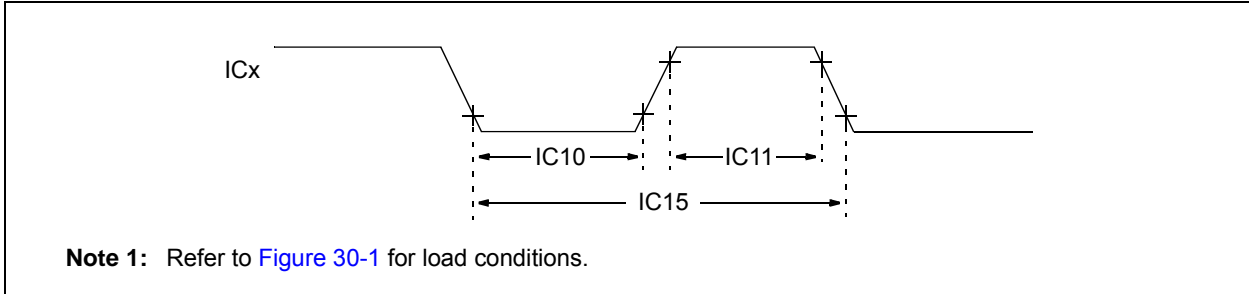 ICx
IC10
IC11
IC15
Note 1: Refer to Figure 30-1 for load conditions.